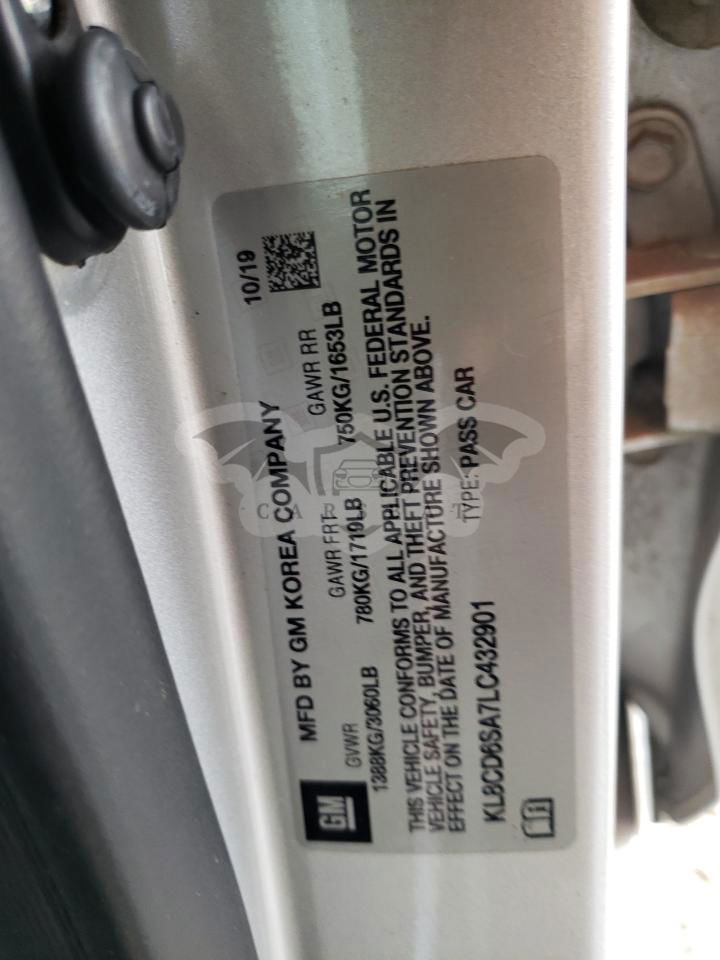 GM
MFD BY GM KOREA COMPANY
10/19
GVWR
GAWR FRT
GAWR RR
1388KG/3060LB
780KG/1719LB
750KG/1653LB
THIS VEHICLE CONFORMS TO ALL APPLICABLE U.S. FEDERAL MOTOR
VEHICLE SAFETY, BUMPER, AND THEFT PREVENTION STANDARDS IN
EFFECT ON THE DATE OF MANUFACTURE SHOWN ABOVE.
KL8CD6SA7LC432901
TYPE: PASS CAR